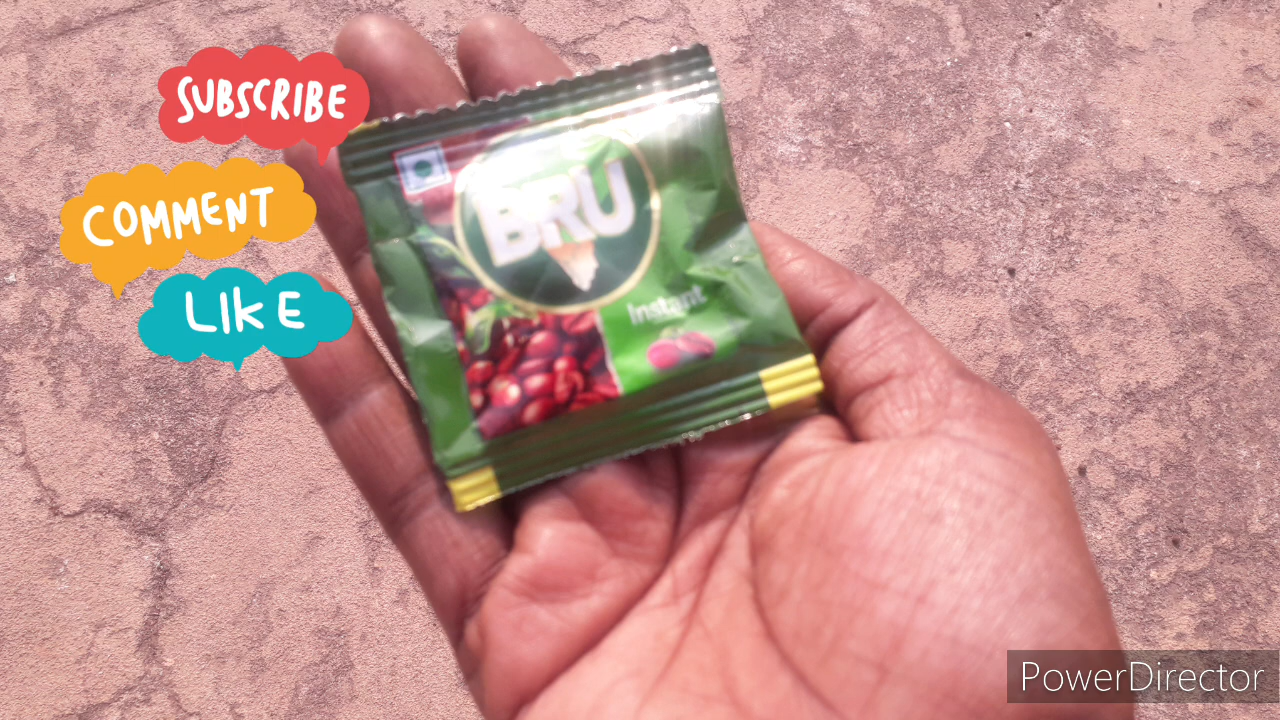 SUBSCRIBE
COMMENT
LIKE
BRU
Instant
PowerDirector